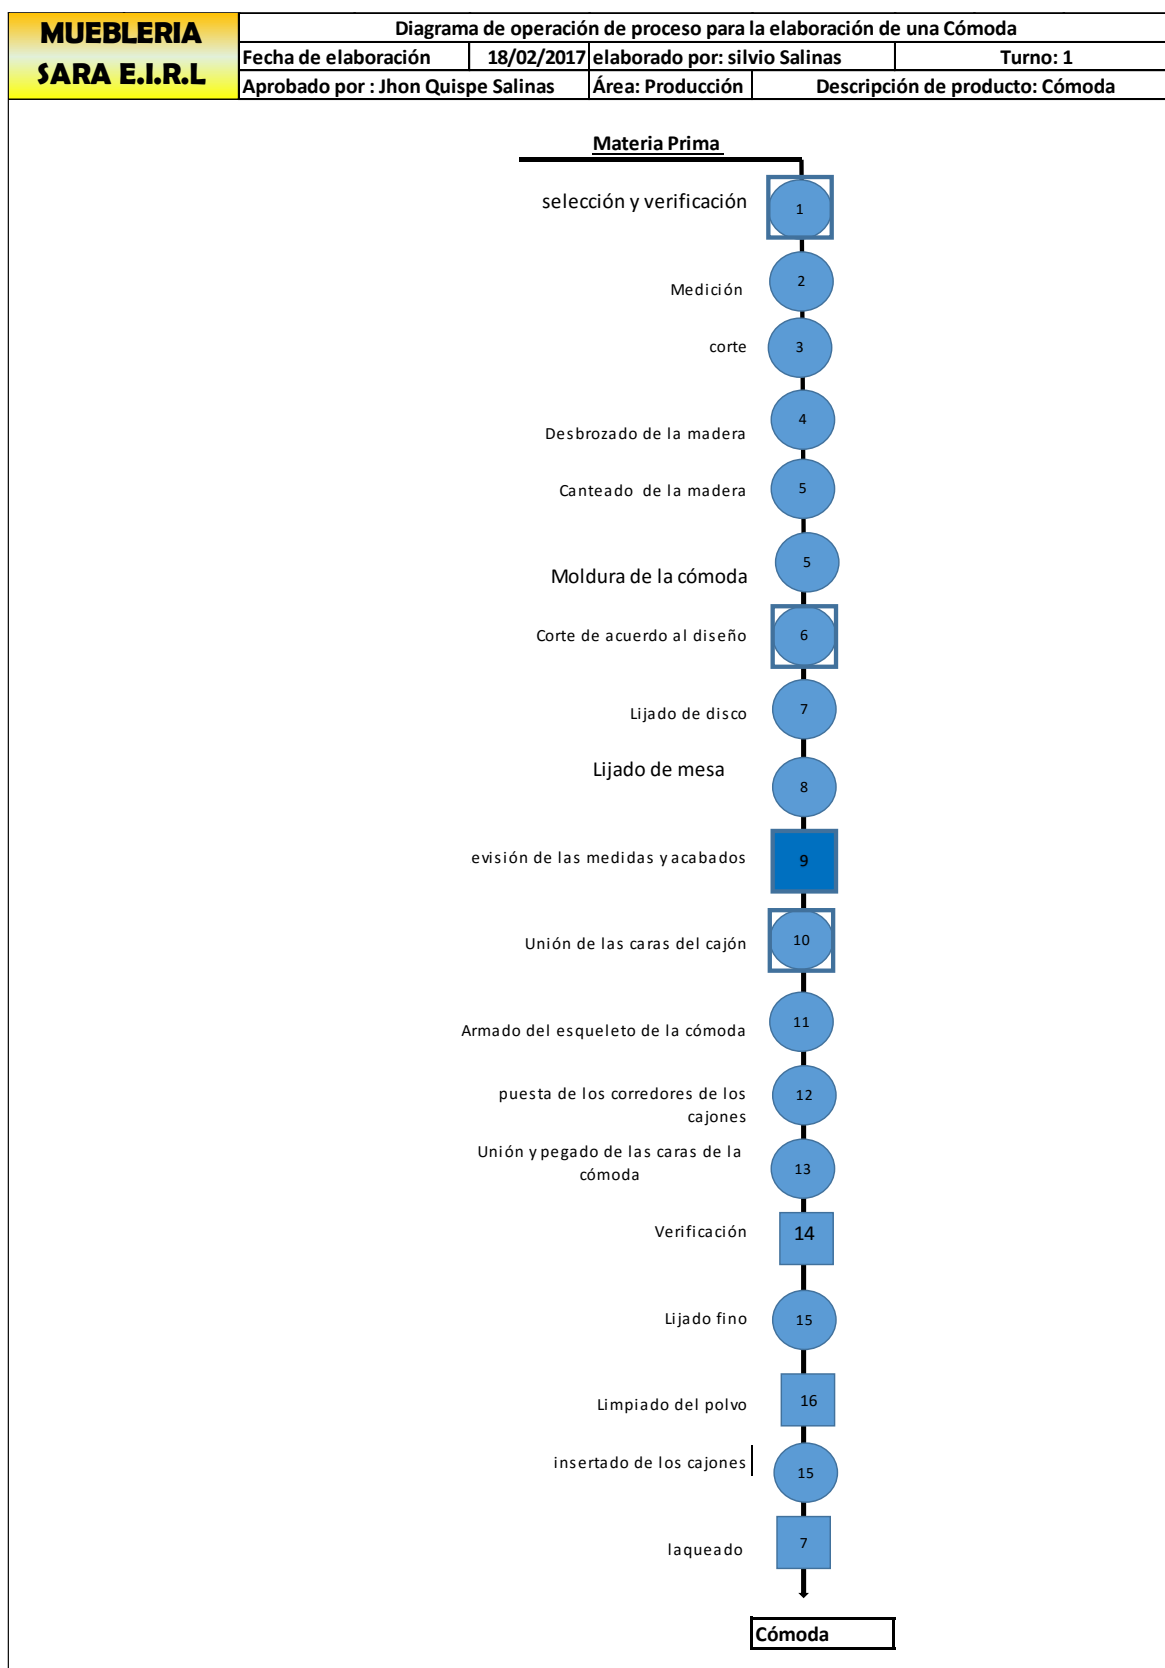 MUEBLERIA
SARA E.I.R.L
Diagrama de operación de proceso para la elaboración de una Cómoda
Fecha de elaboración 18/02/2017 elaborado por: silvio Salinas Turno: 1
Aprobado por : Jhon Quispe Salinas Área: Producción Descripción de producto: Cómoda
Materia Prima
selección y verificación 1
Medición 2
corte 3
Desbrozado de la madera 4
Canteado de la madera 5
Moldura de la cómoda 5
Corte de acuerdo al diseño 6
Lijado de disco 7
Lijado de mesa 8
evisión de las medidas y acabados 9
Unión de las caras del cajón 10
Armado del esqueleto de la cómoda 11
puesta de los corredores de los
cajones 12
Unión y pegado de las caras de la
cómoda 13
Verificación 14
Lijado fino 15
Limpiado del polvo 16
insertado de los cajones 15
laqueado 7
Cómoda